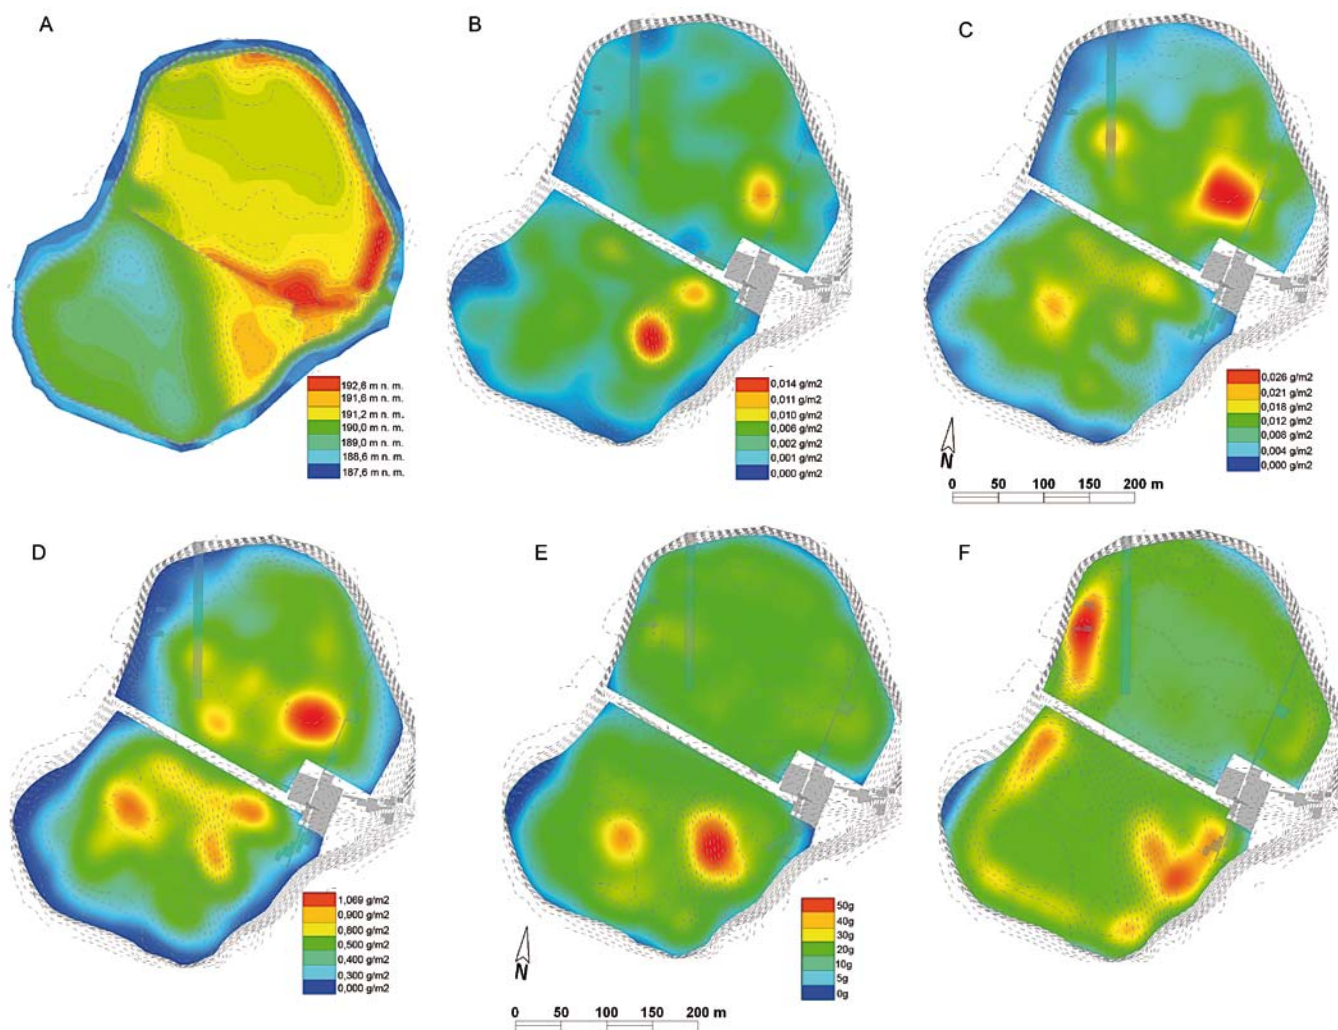 A
B
C
192,6 m n. m.
191,6 m n. m.
191,2 m n. m.
190,0 m n. m.
189,0 m n. m.
188,6 m n. m.
187,6 m n. m.
0,014 g/m2
0,011 g/m2
0,010 g/m2
0,006 g/m2
0,002 g/m2
0,001 g/m2
0,000 g/m2
0,026 g/m2
0,021 g/m2
0,018 g/m2
0,012 g/m2
0,008 g/m2
0,004 g/m2
0,000 g/m2
N
0 50 100 150 200 m
D
E
F
1,069 g/m2
0,900 g/m2
0,800 g/m2
0,500 g/m2
0,400 g/m2
0,300 g/m2
0,000 g/m2
50g
40g
30g
20g
10g
5g
0g
N
0 50 100 150 200 m